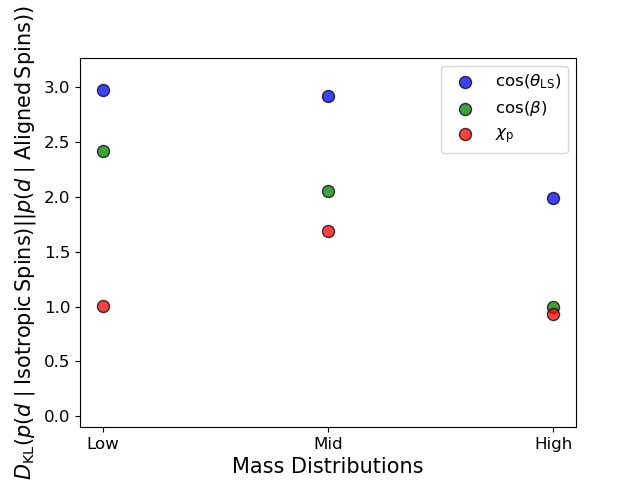 D_KL(p(d | Isotropic Spins)||p(d | Aligned Spins))
3.0
2.5
2.0
1.5
1.0
0.5
0.0
cos(θ_LS)
cos(β)
χ_p
Low Mid High
Mass Distributions